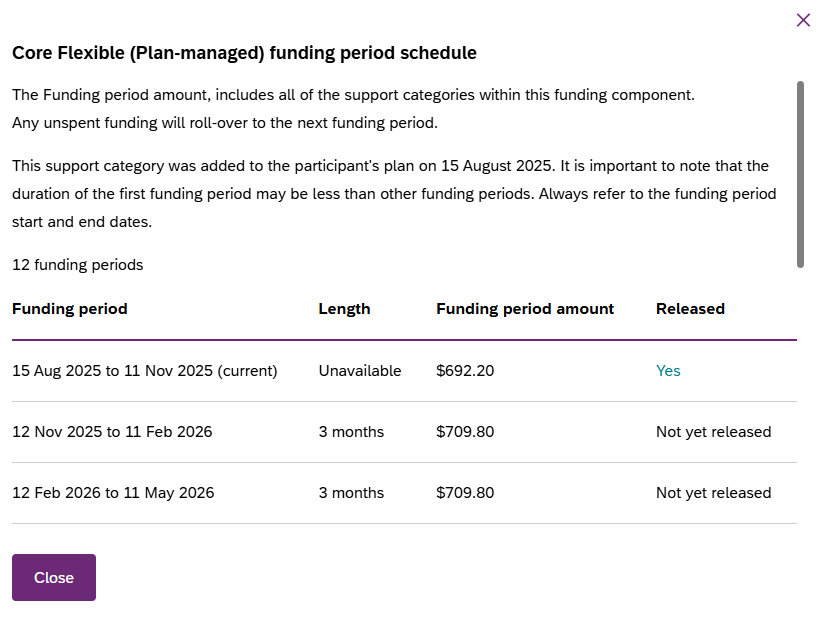 Core Flexible (Plan-managed) funding period schedule
The Funding period amount, includes all of the support categories within this funding component.
Any unspent funding will roll-over to the next funding period.
This support category was added to the participant's plan on 15 August 2025. It is important to note that the
duration of the first funding period may be less than other funding periods. Always refer to the funding period
start and end dates.
12 funding periods
Funding period Length Funding period amount Released
15 Aug 2025 to 11 Nov 2025 (current) Unavailable $692.20 Yes
12 Nov 2025 to 11 Feb 2026 3 months $709.80 Not yet released
12 Feb 2026 to 11 May 2026 3 months $709.80 Not yet released
Close